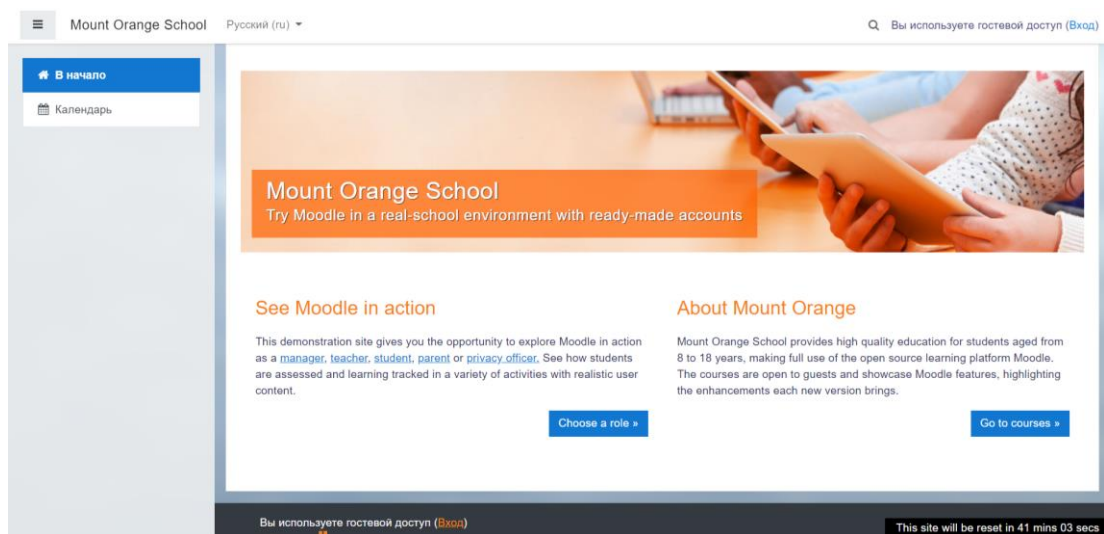 Mount Orange School
Русский (ru)
Вы используете гостевой доступ (Вход)
В начало
Календарь
Mount Orange School
Try Moodle in a real-school environment with ready-made accounts
See Moodle in action
This demonstration site gives you the opportunity to explore Moodle in action
as a manager, teacher, student, parent or privacy officer. See how students
are assessed and learning tracked in a variety of activities with realistic user
content.
Choose a role »
About Mount Orange
Mount Orange School provides high quality education for students aged from
8 to 18 years, making full use of the open source learning platform Moodle.
The courses are open to guests and showcase Moodle features, highlighting
the enhancements each new version brings.
Go to courses »
Вы используете гостевой доступ (Вход)
This site will be reset in 41 mins 03 secs